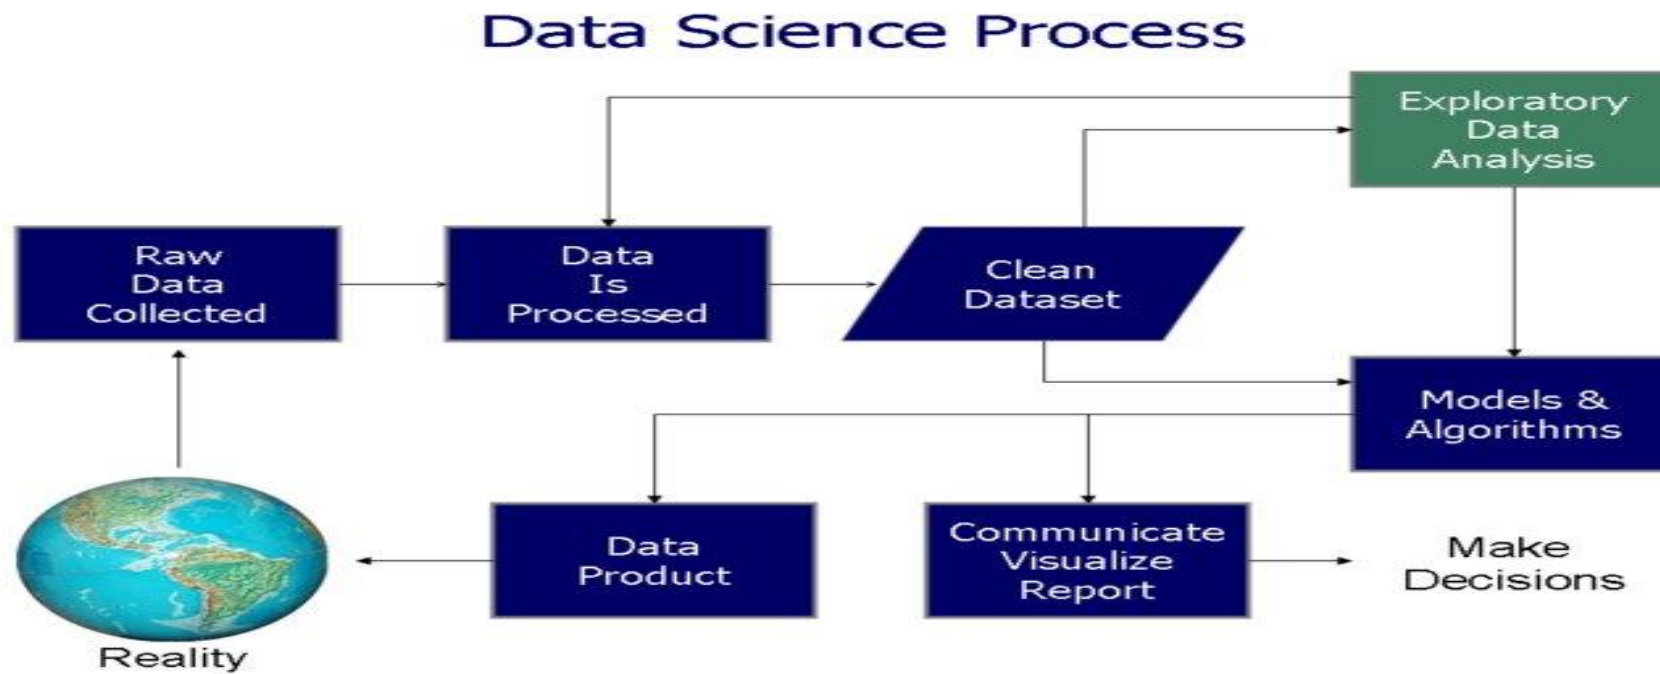 Data Science Process
Exploratory
Data
Analysis
Raw
Data
Collected
Data
Is
Processed
Clean
Dataset
Models &
Algorithms
Data
Product
Communicate
Visualize
Report
Make
Decisions
Reality